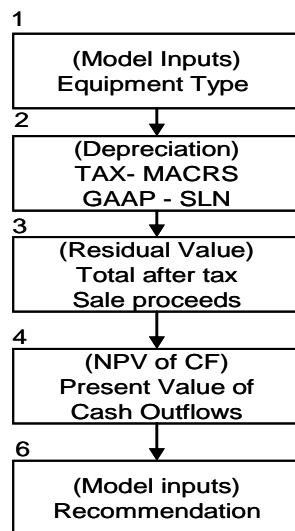 1
(Model Inputs)
Equipment Type
2
(Depreciation)
TAX- MACRS
GAAP - SLN
3
(Residual Value)
Total after tax
Sale proceeds
4
(NPV of CF)
Present Value of
Cash Outflows
6
(Model inputs)
Recommendation